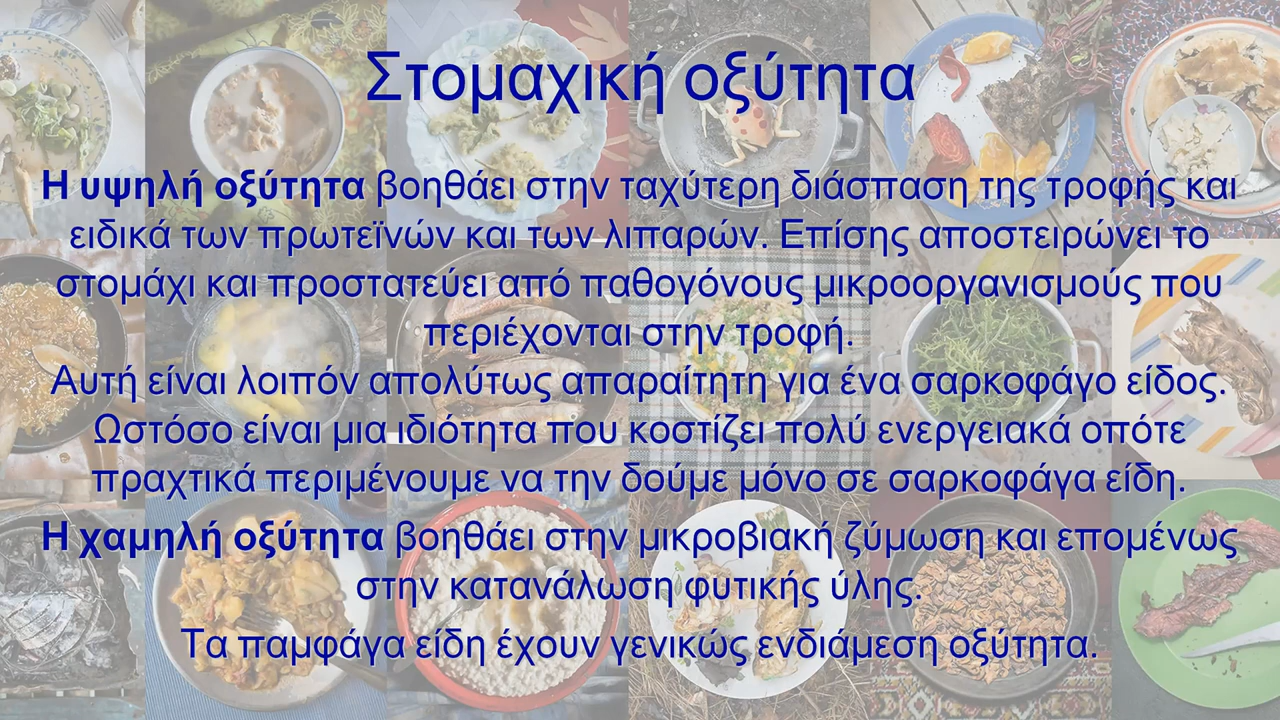 Στομαχική οξύτητα
Η υψηλή οξύτητα βοηθάει στην ταχύτερη διάσπαση της τροφής και
ειδικά των πρωτεϊνών και των λιπαρών. Επίσης αποστειρώνει το
στομάχι και προστατεύει από παθογόνους μικροοργανισμούς που
περιέχονται στην τροφή.
Αυτή είναι λοιπόν απολύτως απαραίτητη για ένα σαρκοφάγο είδος.
Ωστόσο είναι μια ιδιότητα που κοστίζει πολύ ενεργειακά οπότε
πραχτικά περιμένουμε να την δούμε μόνο σε σαρκοφάγα είδη.
Η χαμηλή οξύτητα βοηθάει στην μικροβιακή ζύμωση και επομένως
στην κατανάλωση φυτικής ύλης.
Τα παμφάγα είδη έχουν γενικώς ενδιάμεση οξύτητα.